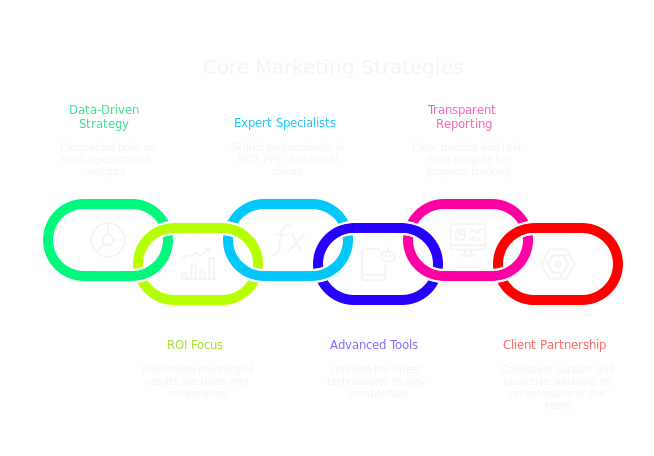 Core Marketing Strategies
Data-Driven
Strategy
Campaigns built on
solid research and
insights
Expert Specialists
Skilled professionals in
SEO, PPC, and social
media
Transparent
Reporting
Clear metrics and real-
time insights for
progress tracking
ROI Focus
Prioritizing meaningful
results like leads and
conversions
Advanced Tools
Utilizing the latest
technologies to stay
competitive
Client Partnership
Consistent support and
proactive solutions as
an extension of the
team